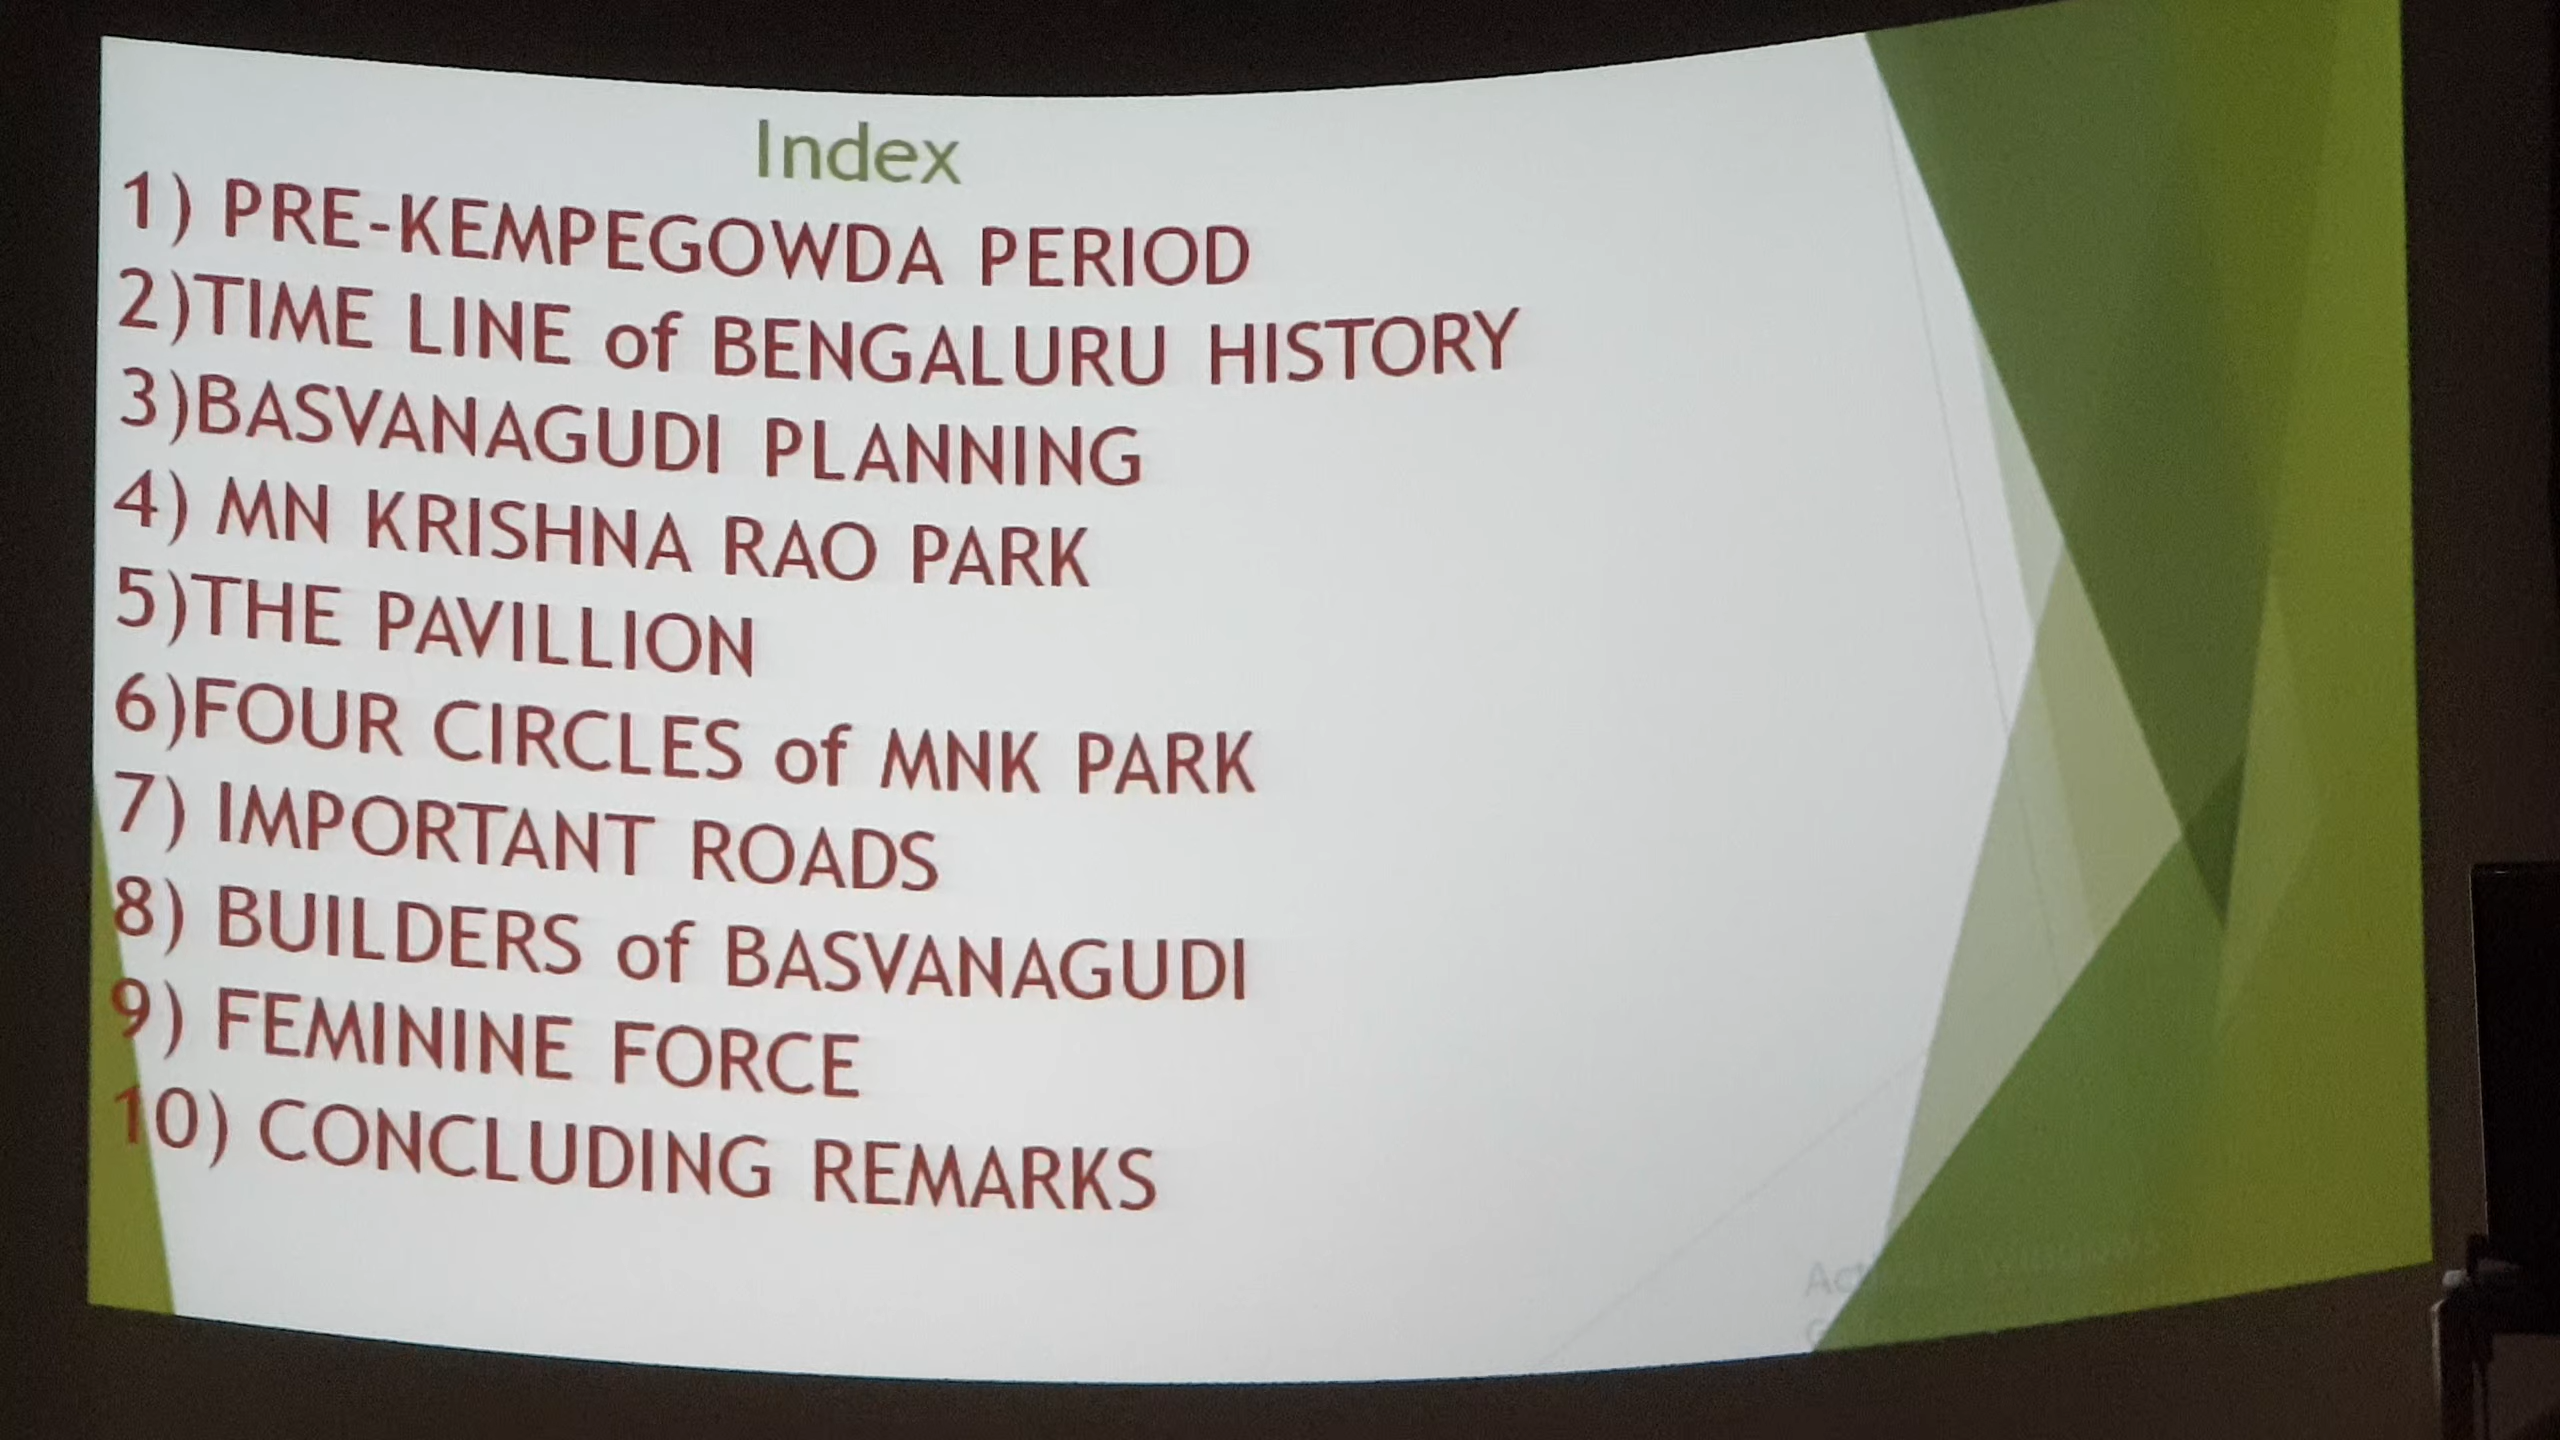 Index
1) PRE-KEMPEGOWDA PERIOD
2)TIME LINE of BENGALURU HISTORY
3)BASVANAGUDI PLANNING
4) MN KRISHNA RAO PARK
5)THE PAVILLION
6)FOUR CIRCLES of MNK PARK
7) IMPORTANT ROADS
8) BUILDERS of BASVANAGUDI
9) FEMININE FORCE
10) CONCLUDING REMARKS
Activate Windows